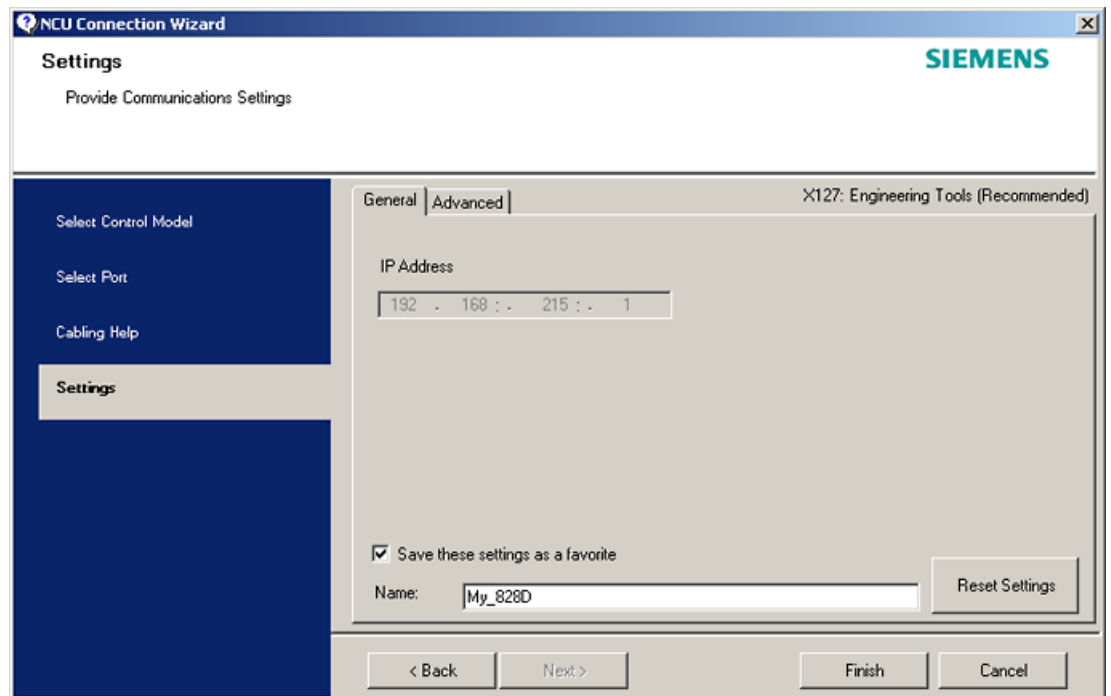 NCU Connection Wizard
Settings
SIEMENS
Provide Communications Settings
Select Control Model
Select Port
Cabling Help
Settings
General
Advanced
X127: Engineering Tools (Recommended)
IP Address
192 . 168 : . 215 : . 1
Save these settings as a favorite
Name:
My_828D
Reset Settings
< Back
Next >
Finish
Cancel